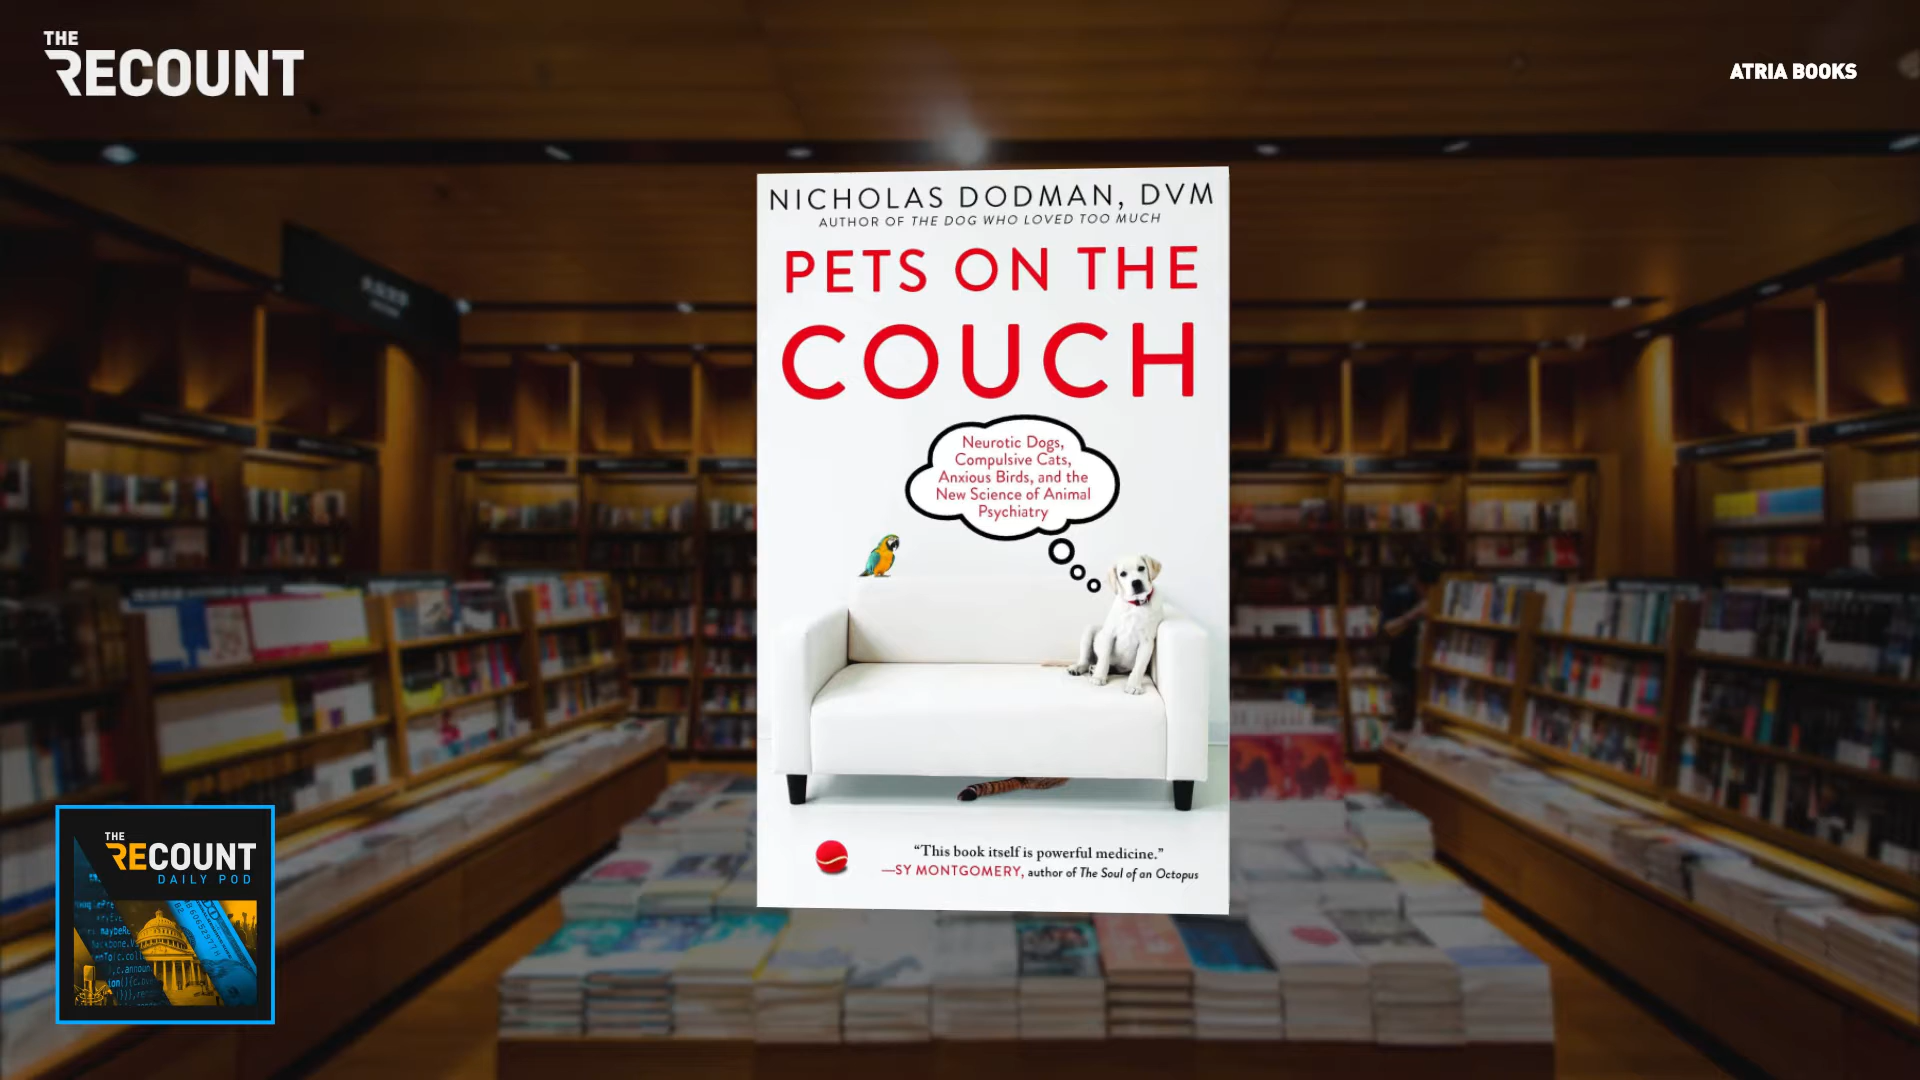 THE
RECOUNT
ATRIA BOOKS
NICHOLAS DODMAN, DVM
AUTHOR OF THE DOG WHO LOVED TOO MUCH
PETS ON THE
COUCH
Neurotic Dogs,
Compulsive Cats,
Anxious Birds, and the
New Science of Animal
Psychiatry
“This book itself is powerful medicine.”
—SY MONTGOMERY, author of The Soul of an Octopus
THE
RECOUNT
DAILY POD